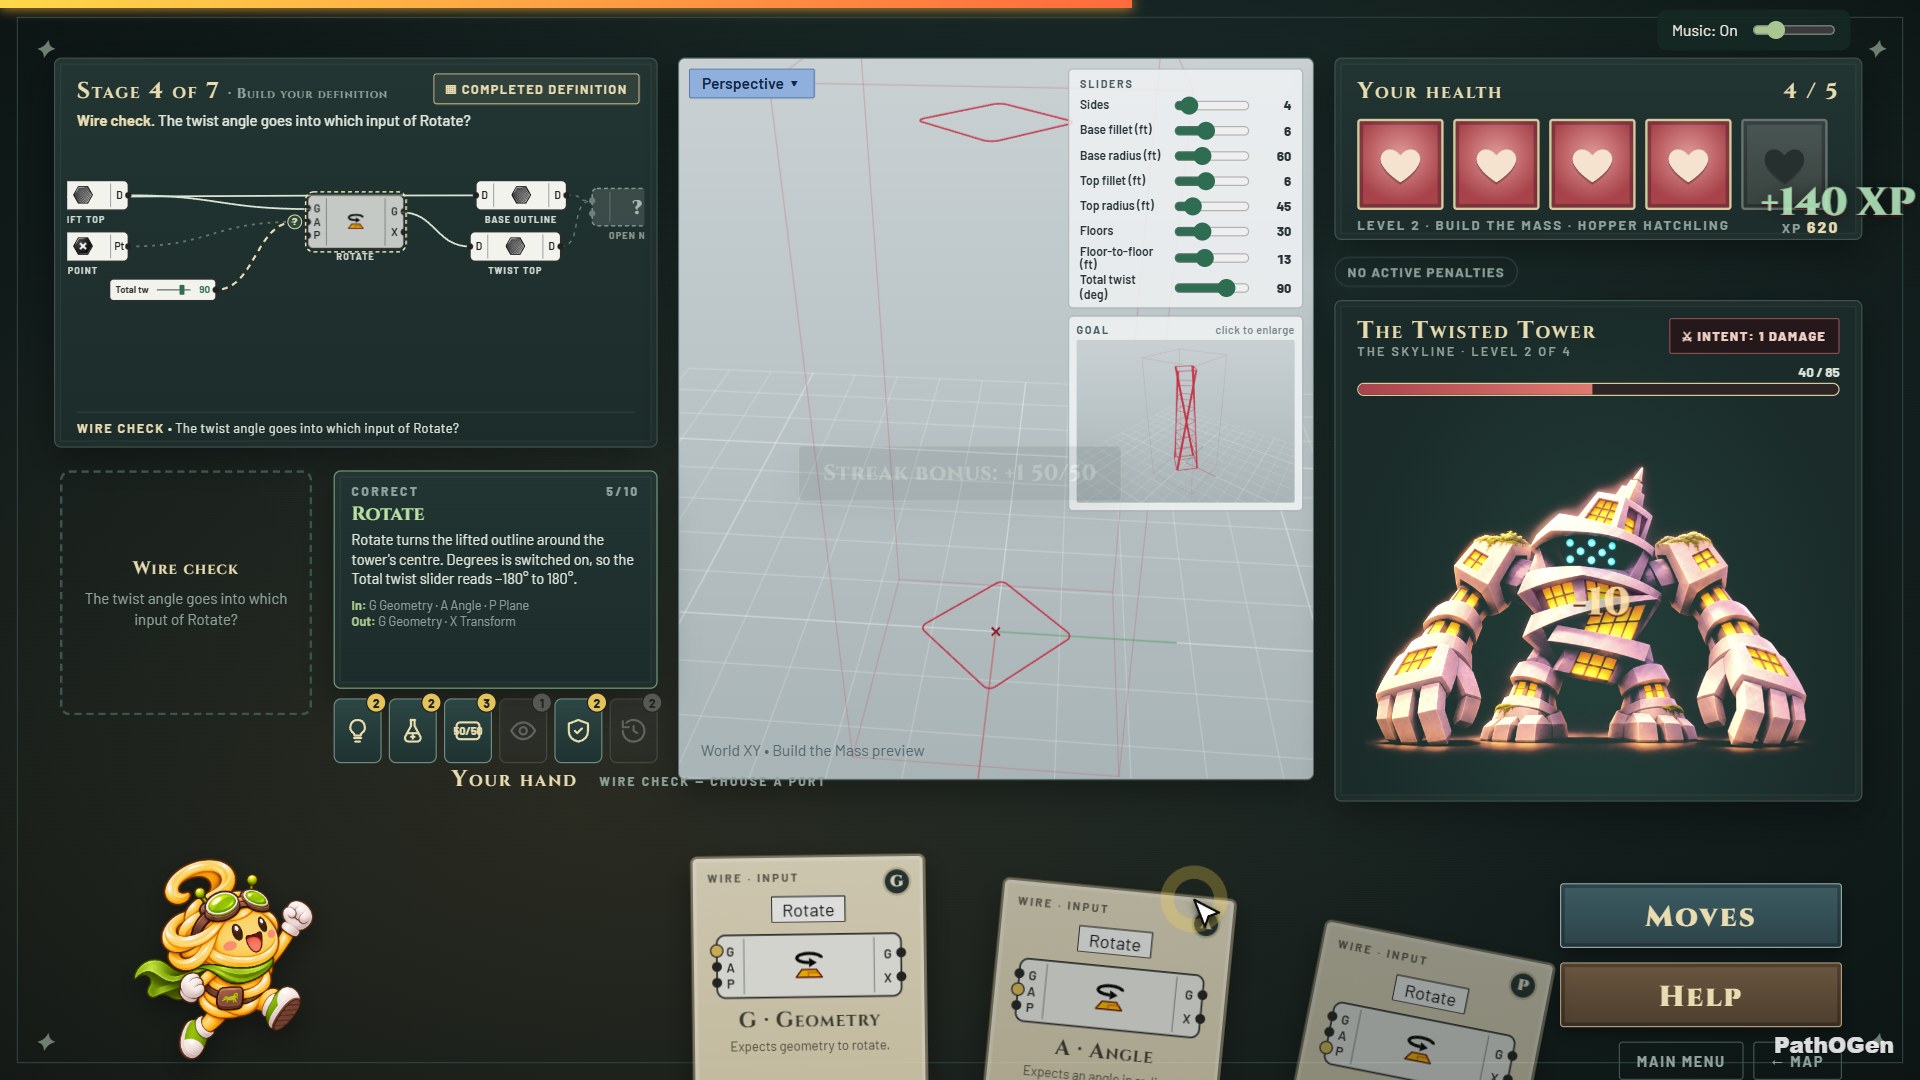 Music: On
Stage 4 of 7 · Build your definition
COMPLETED DEFINITION
Wire check. The twist angle goes into which input of Rotate?
D
IFT TOP
Pt
POINT
Total tw 90
?
G
A
P
G
X
ROTATE
D D
BASE OUTLINE
D D
TWIST TOP
?
OPEN N
WIRE CHECK • The twist angle goes into which input of Rotate?
Wire check
The twist angle goes into which
input of Rotate?
CORRECT 5/10
Rotate
Rotate turns the lifted outline around the
tower's centre. Degrees is switched on, so the
Total twist slider reads –180° to 180°.
In: G Geometry · A Angle · P Plane
Out: G Geometry · X Transform
2 2 3 1 2 2
50/50
Your hand WIRE CHECK — CHOOSE A PORT
Perspective ▼
SLIDERS
Sides 4
Base fillet (ft) 6
Base radius (ft) 60
Top fillet (ft) 6
Top radius (ft) 45
Floors 30
Floor-to-floor (ft) 13
Total twist (deg) 90
GOAL click to enlarge
Streak bonus: +1 50/50
World XY • Build the Mass preview
Your health 4 / 5
+140 XP
LEVEL 2 · BUILD THE MASS · HOPPER HATCHLING
XP 620
NO ACTIVE PENALTIES
The Twisted Tower
THE SKYLINE · LEVEL 2 OF 4
INTENT: 1 DAMAGE
40 / 85
-10
WIRE · INPUT G
Rotate
G
A
P
G
X
G · Geometry
Expects geometry to rotate.
WIRE · INPUT
Rotate
G
A
P
G
X
A · Angle
WIRE · INPUT P
Rotate
G
A
P
G
X
Moves
Help
MAIN MENU
← MAP
PathOGen